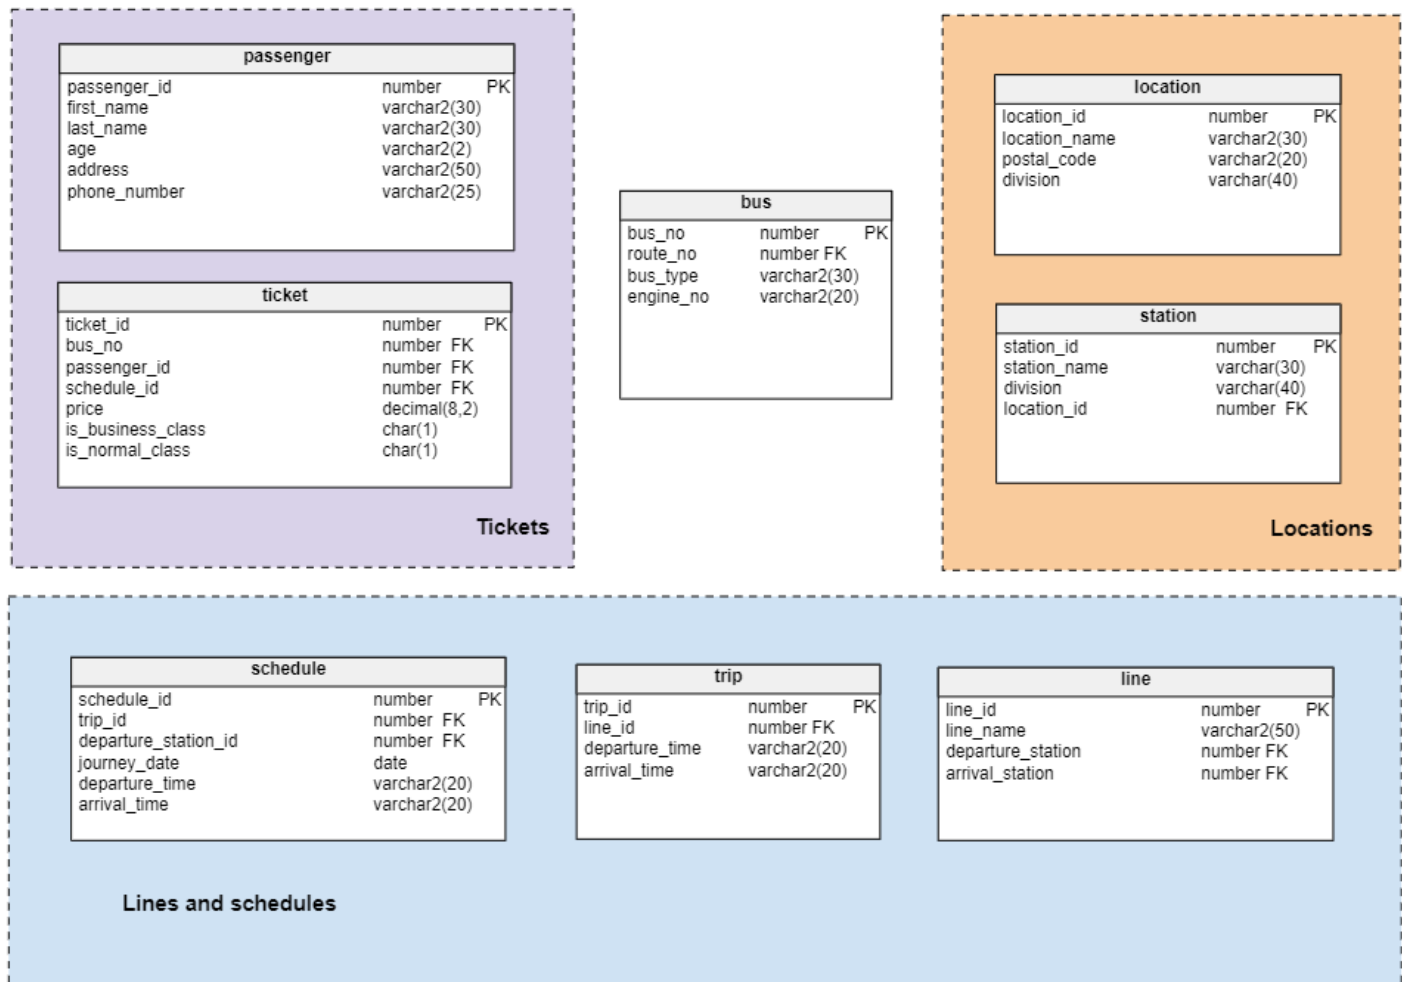 passenger
passenger_id number PK
first_name varchar2(30)
last_name varchar2(30)
age varchar2(2)
address varchar2(50)
phone_number varchar2(25)
ticket
ticket_id number PK
bus_no number FK
passenger_id number FK
schedule_id number FK
price decimal(8,2)
is_business_class char(1)
is_normal_class char(1)
Tickets
bus
bus_no number PK
route_no number FK
bus_type varchar2(30)
engine_no varchar2(20)
location
location_id number PK
location_name varchar2(30)
postal_code varchar2(20)
division varchar(40)
station
station_id number PK
station_name varchar(30)
division varchar(40)
location_id number FK
Locations
schedule
schedule_id number PK
trip_id number FK
departure_station_id number FK
journey_date date
departure_time varchar2(20)
arrival_time varchar2(20)
trip
trip_id number PK
line_id number FK
departure_time varchar2(20)
arrival_time varchar2(20)
line
line_id number PK
line_name varchar2(50)
departure_station number FK
arrival_station number FK
Lines and schedules